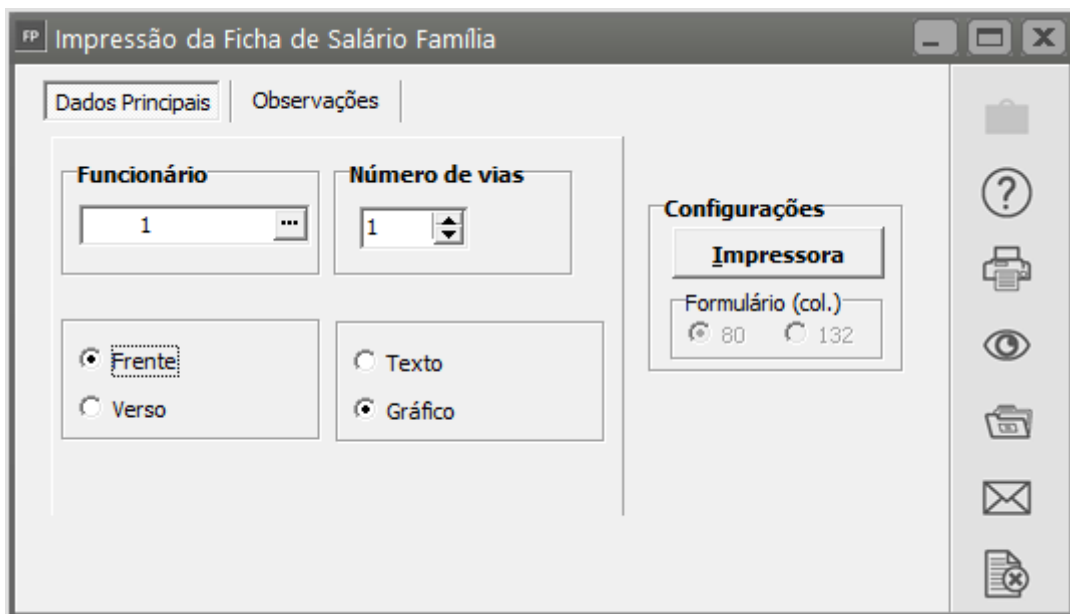 FP Impressão da Ficha de Salário Família
Dados Principais Observações
Funcionário
1 ...
Número de vias
1
Frente
Verso
Texto
Gráfico
Configurações
Impressora
Formulário (col.)
80 132
?